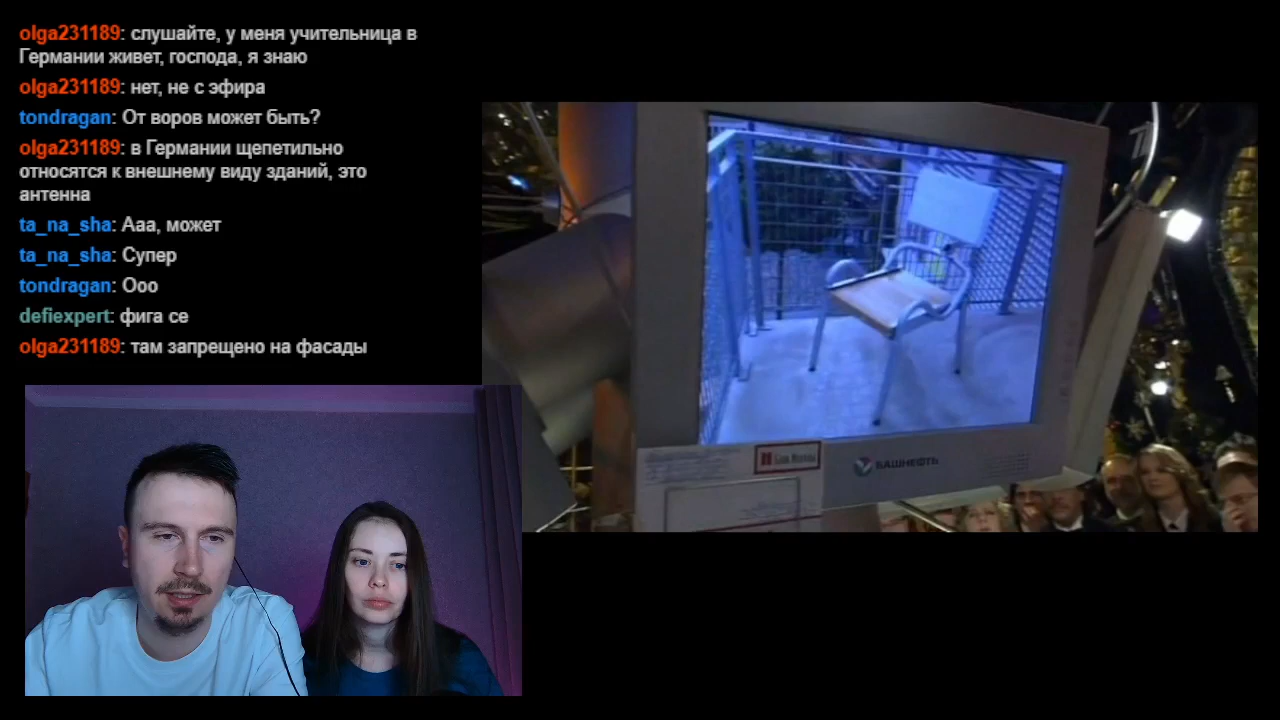 olga231189: слушайте, у меня учительница в
Германии живет, господа, я знаю
olga231189: нет, не с эфира
tondragan: От воров может быть?
olga231189: в Германии щепетильно
относятся к внешнему виду зданий, это
антенна
ta_na_sha: Ааа, может
ta_na_sha: Супер
tondragan: Ооо
defiexpert: фига се
olga231189: там запрещено на фасады
БАШНЕФТЬ